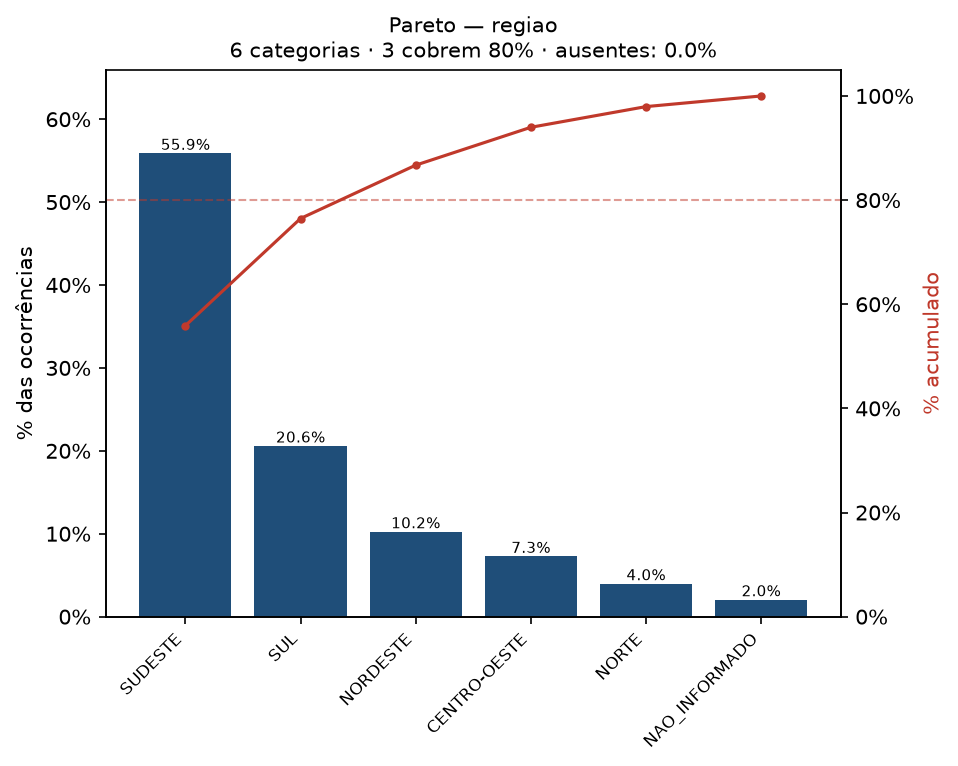 Pareto — regiao
6 categorias · 3 cobrem 80% · ausentes: 0.0%
% das ocorrências
60%
50%
40%
30%
20%
10%
0%
55.9%
20.6%
10.2%
7.3%
4.0%
2.0%
100%
80%
60%
40%
20%
0%
% acumulado
SUDESTE
SUL
NORDESTE
CENTRO-OESTE
NORTE
NAO_INFORMADO